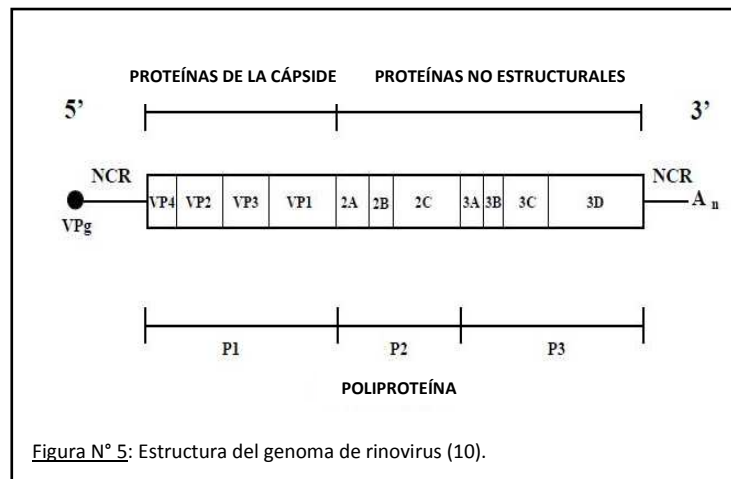 PROTEÍNAS DE LA CÁPSIDE PROTEÍNAS NO ESTRUCTURALES
5’ 3’
NCR NCR
VPg VP4 VP2 VP3 VP1 2A 2B 2C 3A 3B 3C 3D A n
P1 P2 P3
POLIPROTEÍNA
Figura N° 5: Estructura del genoma de rinovirus (10).